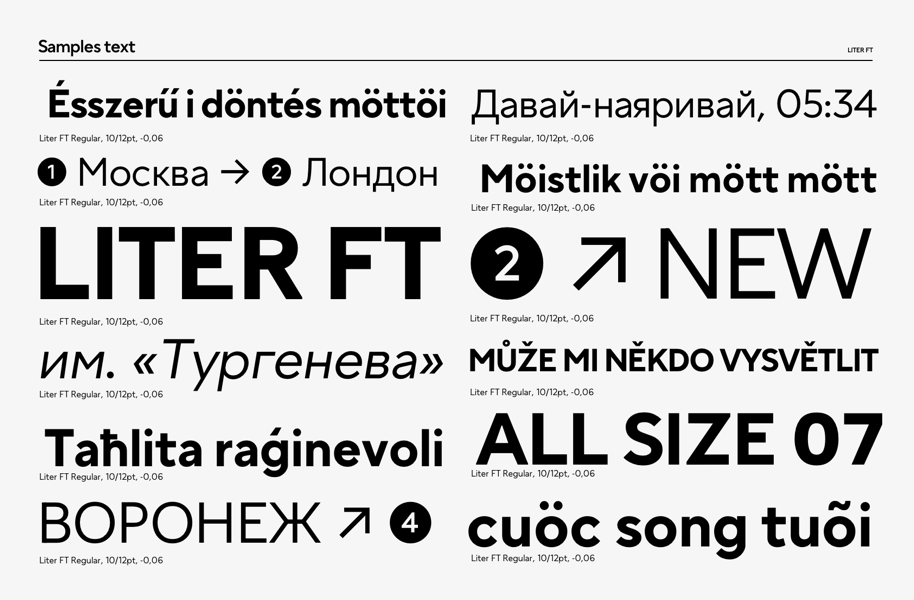 Samples text
LITER FT
Ésszerű i döntés möttöi
Liter FT Regular, 10/12pt, -0,06
1 Москва → 2 Лондон
Liter FT Regular, 10/12pt, -0,06
LITER FT
Liter FT Regular, 10/12pt, -0,06
им. «Тургенева»
Liter FT Regular, 10/12pt, -0,06
Taħlita raģinevoli
Liter FT Regular, 10/12pt, -0,06
ВОРОНЕЖ ↗ 4
Liter FT Regular, 10/12pt, -0,06
Давай-наяривай, 05:34
Liter FT Regular, 10/12pt, -0,06
Möistlik völ mött mött
Liter FT Regular, 10/12pt, -0,06
2 ↗ NEW
Liter FT Regular, 10/12pt, -0,06
MŮŽE MI NĚKDO VYSVĚTLIT
Liter FT Regular, 10/12pt, -0,06
ALL SIZE 07
Liter FT Regular, 10/12pt, -0,06
cuöc song tuõi
Liter FT Regular, 10/12pt, -0,06